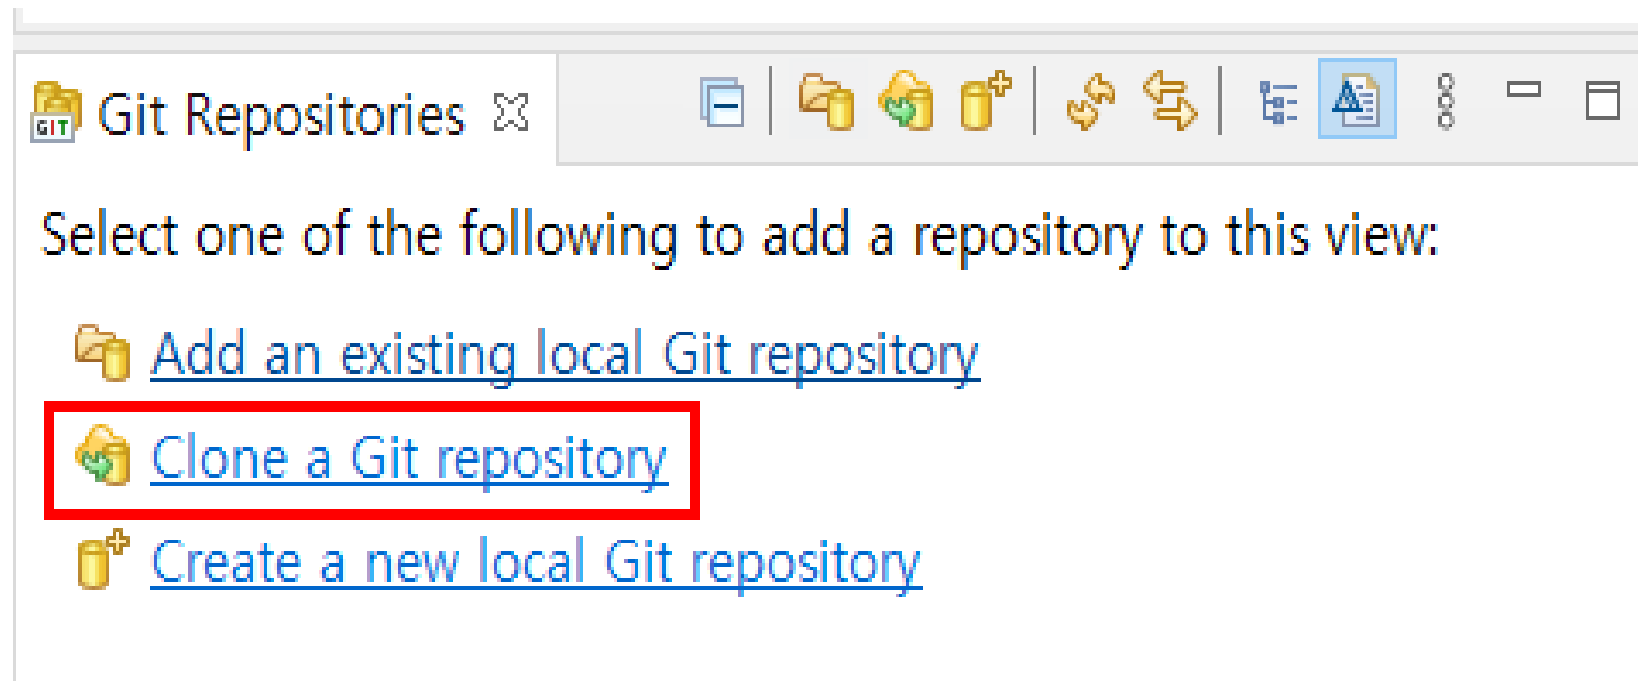 GIT Git Repositories
Select one of the following to add a repository to this view:
Add an existing local Git repository
Clone a Git repository
Create a new local Git repository